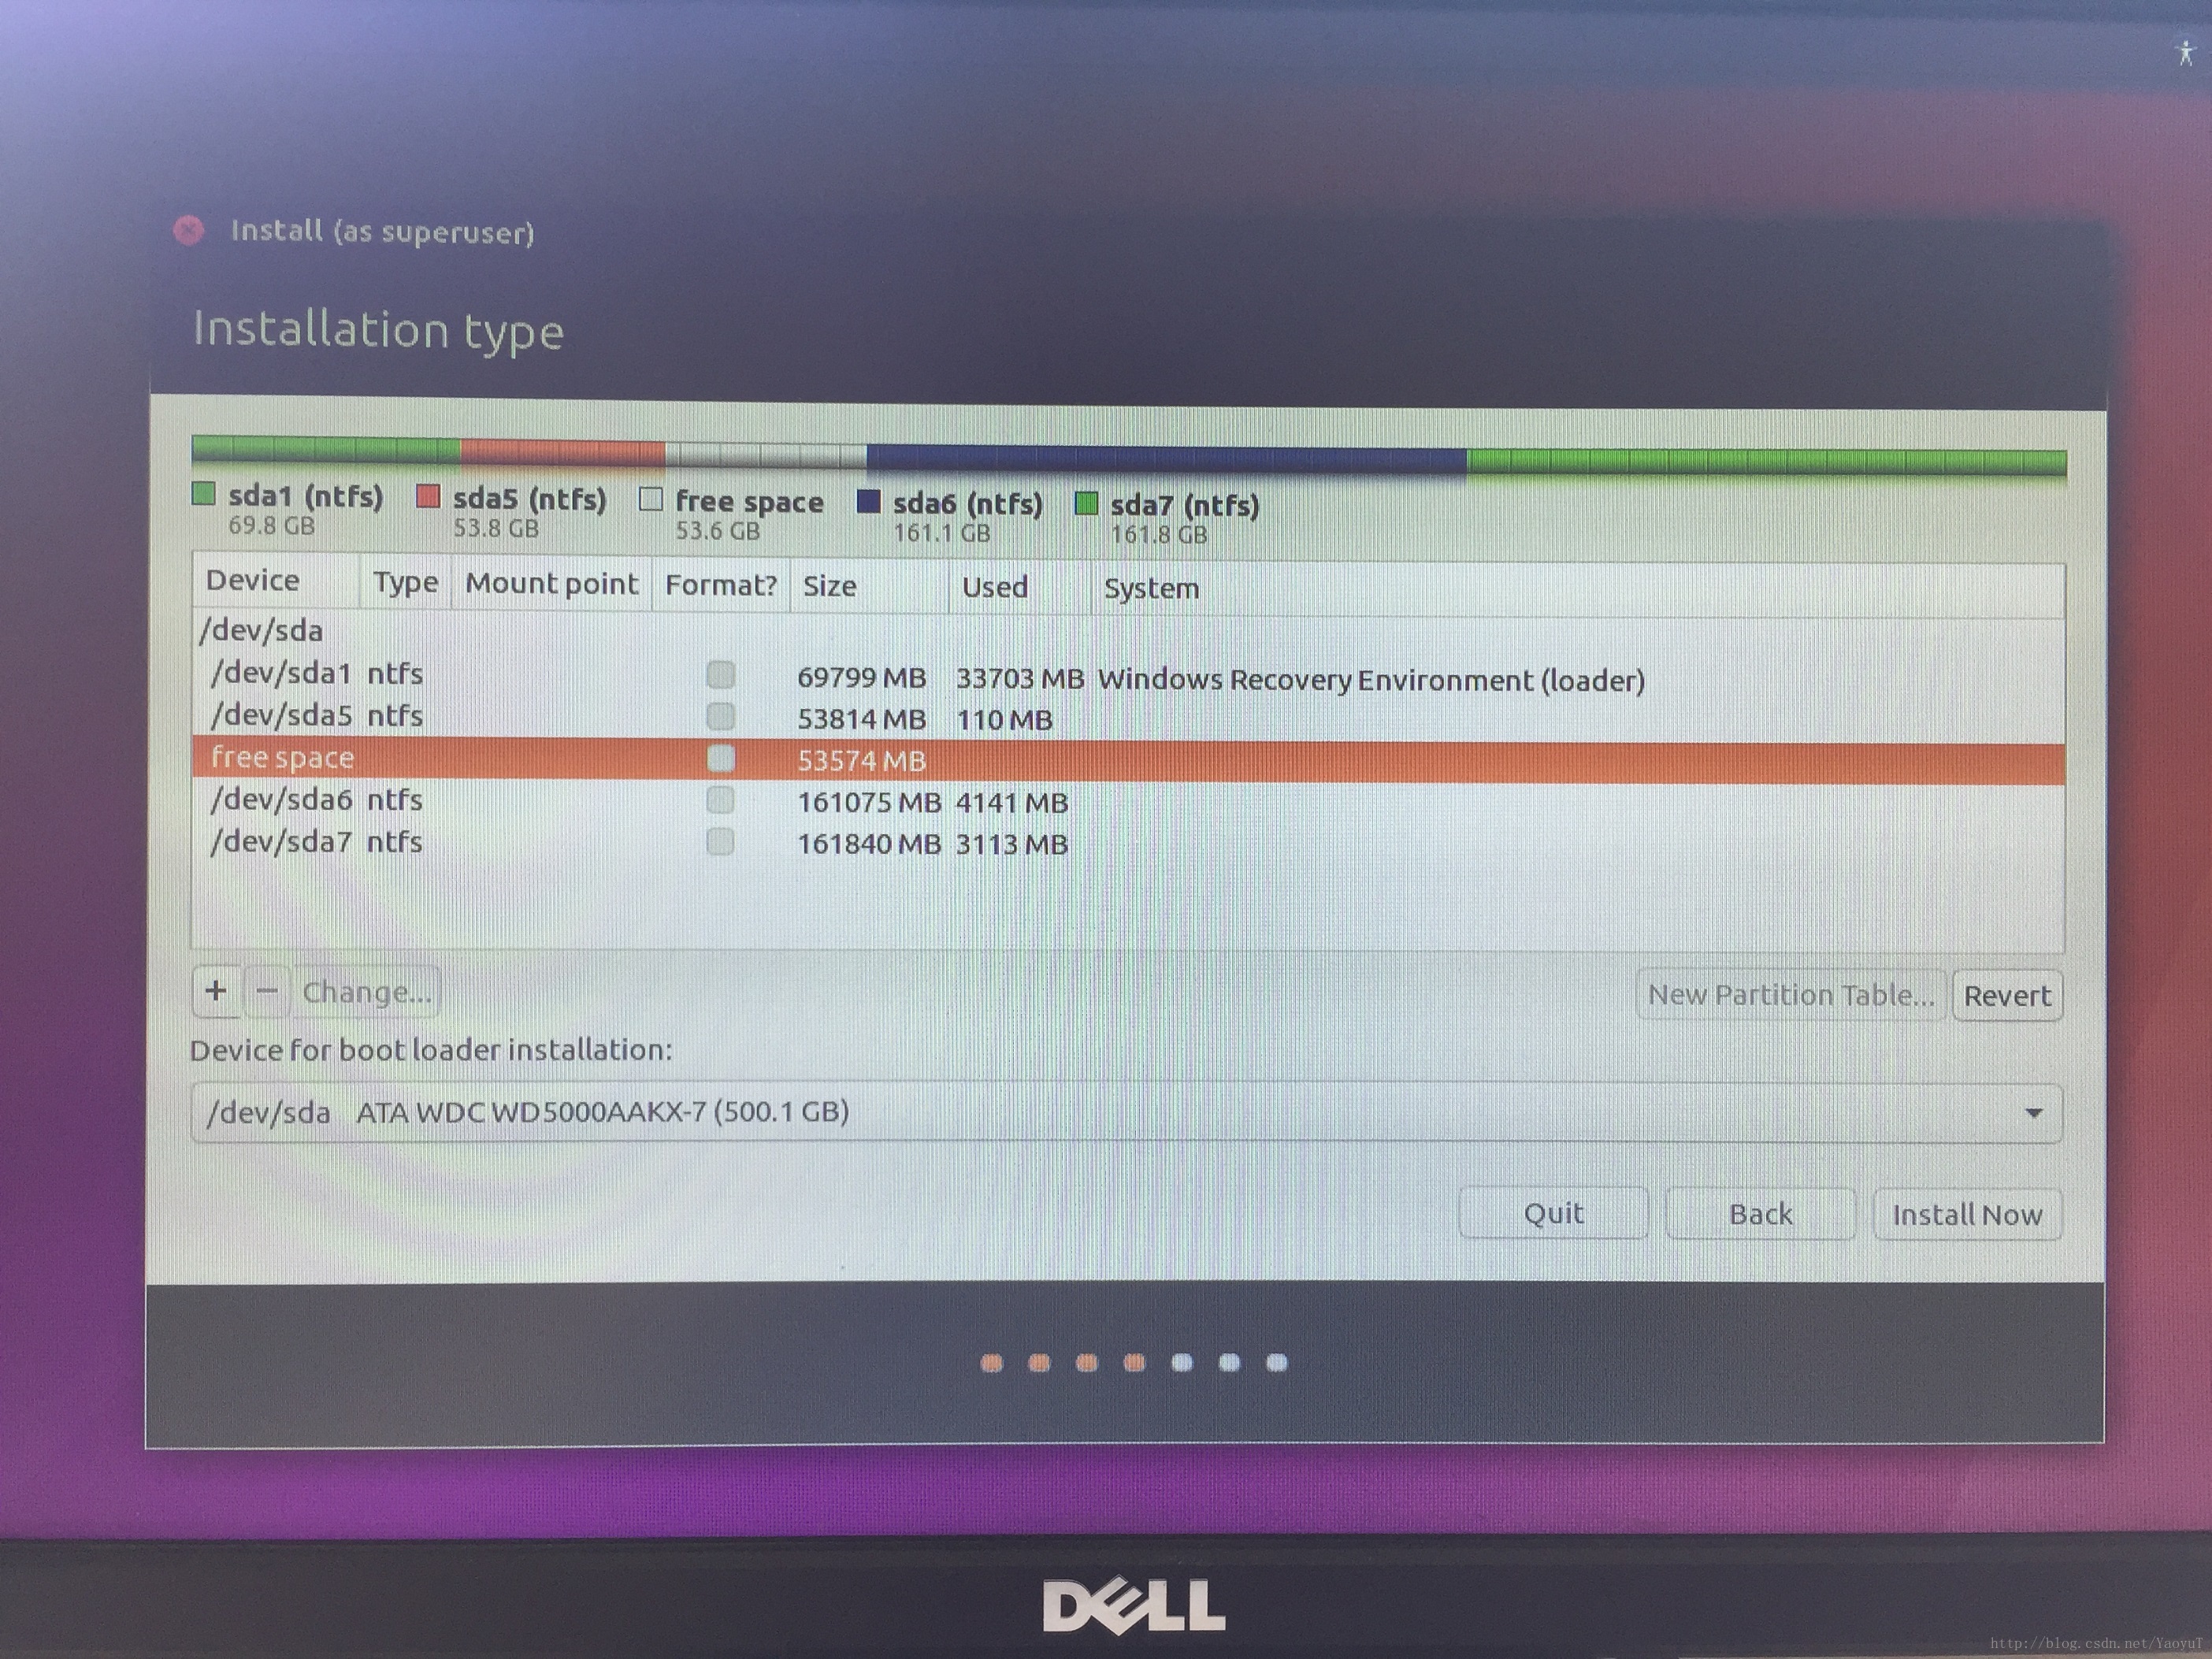 Install (as superuser)
Installation type
sda1 (ntfs) sda5 (ntfs) free space sda6 (ntfs) sda7 (ntfs)
69.8 GB 53.8 GB 53.6 GB 161.1 GB 161.8 GB
Device Type Mount point Format? Size Used System
/dev/sda
/dev/sda1 ntfs 69799 MB 33703 MB Windows Recovery Environment (loader)
/dev/sda5 ntfs 53814 MB 110 MB
free space 53574 MB
/dev/sda6 ntfs 161075 MB 4141 MB
/dev/sda7 ntfs 161840 MB 3113 MB
+ − Change... New Partition Table... Revert
Device for boot loader installation:
/dev/sda ATA WDC WD5000AAKX-7 (500.1 GB)
Quit Back Install Now
DELL
http://blog.csdn.net/YaoyuT